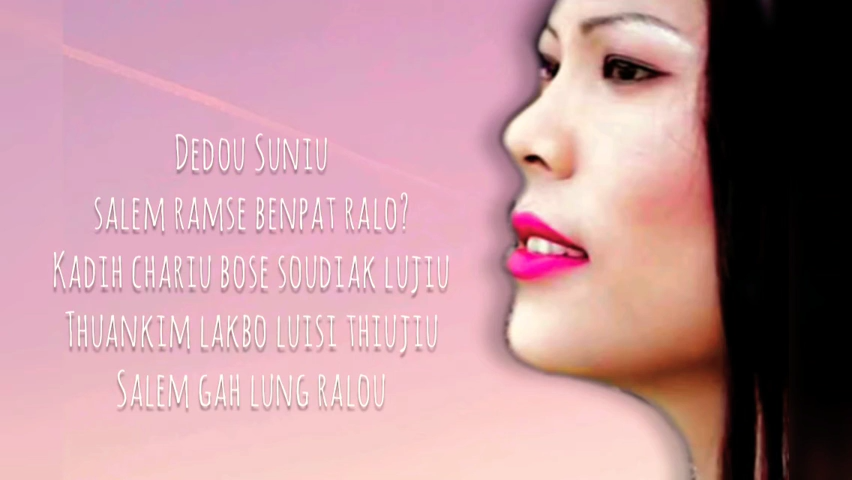 Dedou Suniu
salem ramse benpat ralo?
Kadih chariu bose soudiak lujiu
Thuankim lakbo luisi thiujiu
Salem gah lung ralou